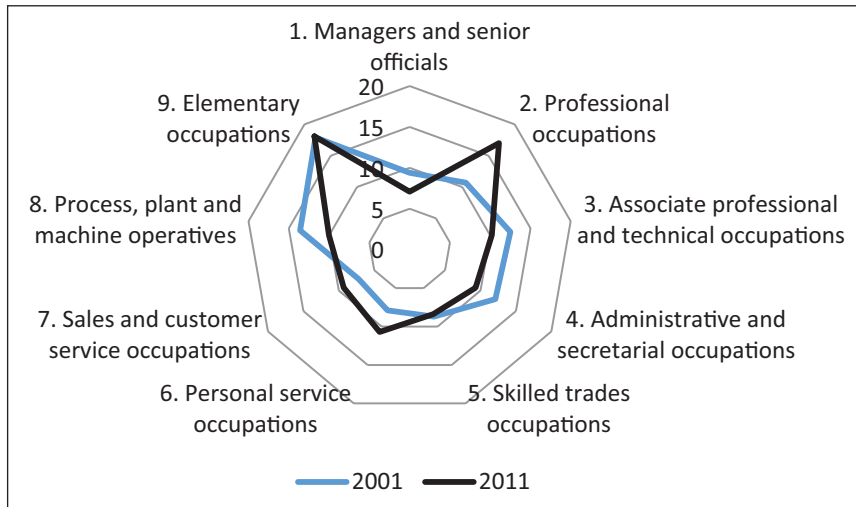 1. Managers and senior
officials
20
15
10
5
0
2. Professional
occupations
3. Associate professional
and technical occupations
4. Administrative and
secretarial occupations
5. Skilled trades
occupations
6. Personal service
occupations
7. Sales and customer
service occupations
8. Process, plant and
machine operatives
9. Elementary
occupations
2001
2011